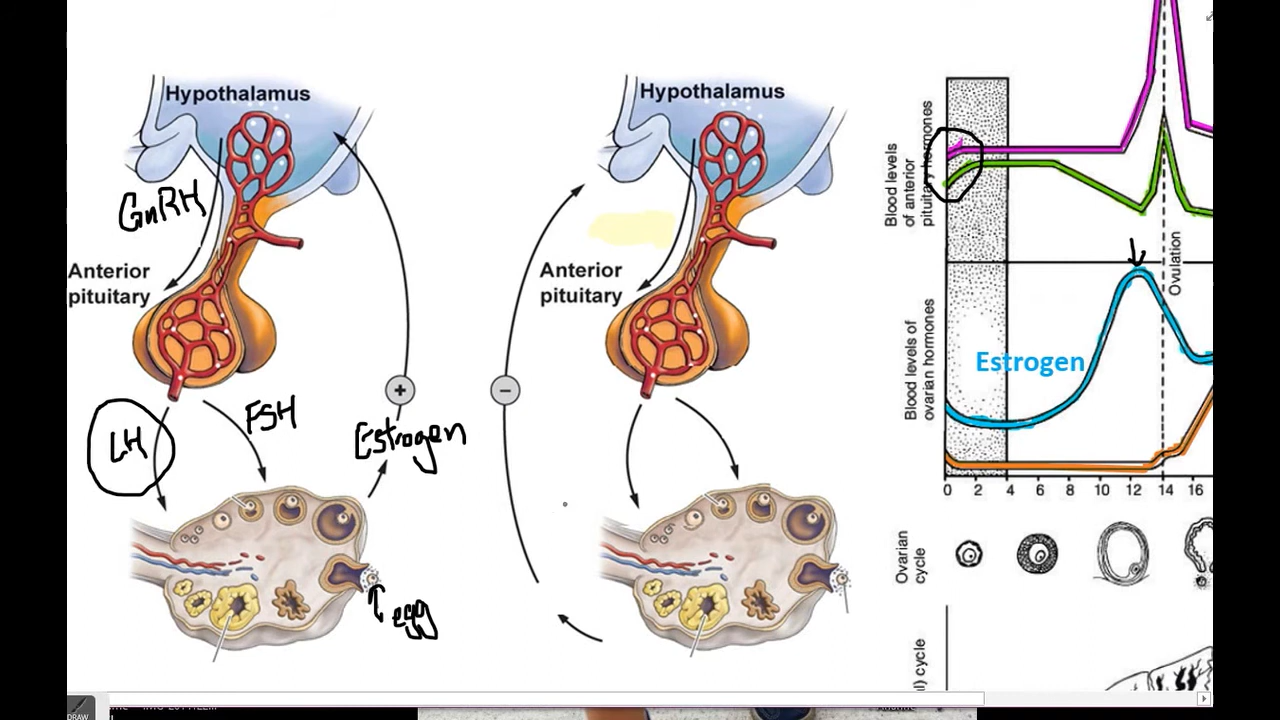 Hypothalamus
GnRH
Anterior
pituitary
LH
FSH
+
Estrogen
egg
Hypothalamus
Anterior
pituitary
−
Blood levels
of anterior
pituitary hormones
Ovulation
Blood levels of
ovarian hormones
Estrogen
0 2 4 6 8 10 12 14 16
Ovarian
cycle
l) cycle
DRAW